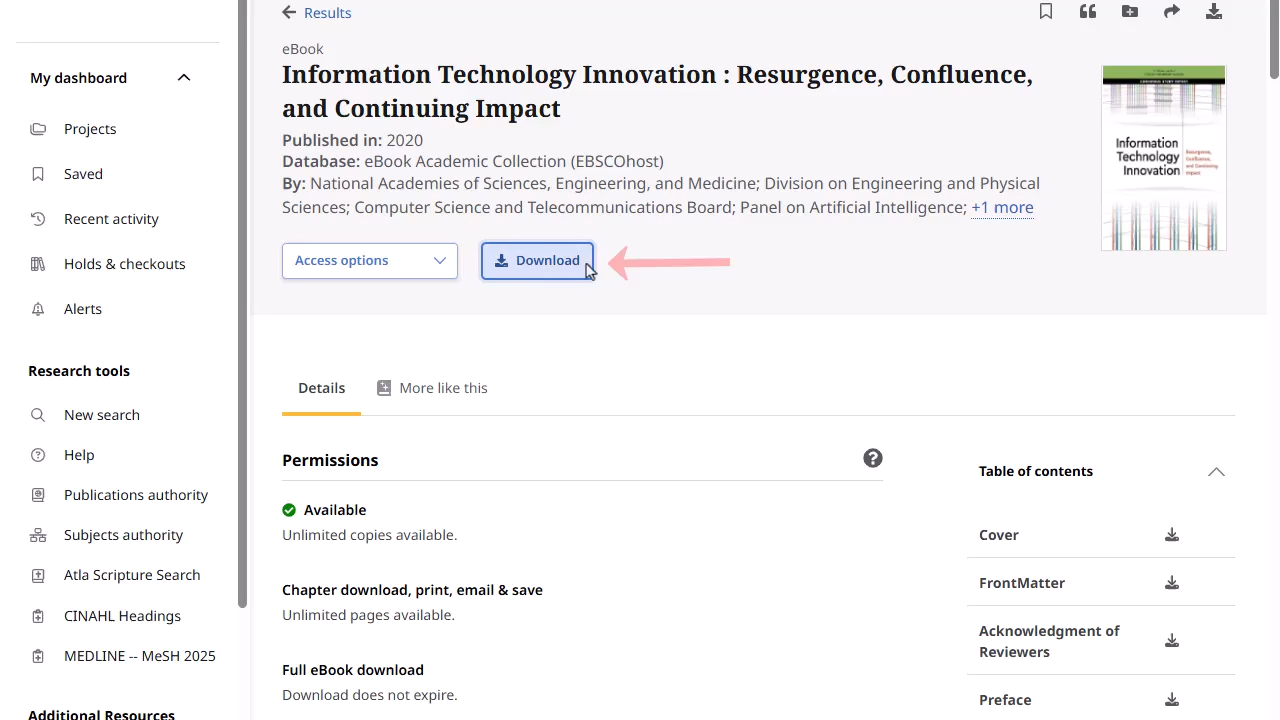 Results
eBook
Information Technology Innovation : Resurgence, Confluence,
and Continuing Impact
Published in: 2020
Database: eBook Academic Collection (EBSCOhost)
By: National Academies of Sciences, Engineering, and Medicine; Division on Engineering and Physical
Sciences; Computer Science and Telecommunications Board; Panel on Artificial Intelligence; +1 more
Access options
Download
Information
Technology
Innovation
Resurgence,
Confluence,
and Continuing
Impact
My dashboard
Projects
Saved
Recent activity
Holds & checkouts
Alerts
Research tools
New search
Help
Publications authority
Subjects authority
Atla Scripture Search
CINAHL Headings
MEDLINE -- MeSH 2025
Additional Resources
Details
More like this
Permissions
Available
Unlimited copies available.
Chapter download, print, email & save
Unlimited pages available.
Full eBook download
Download does not expire.
Table of contents
Cover
FrontMatter
Acknowledgment of
Reviewers
Preface